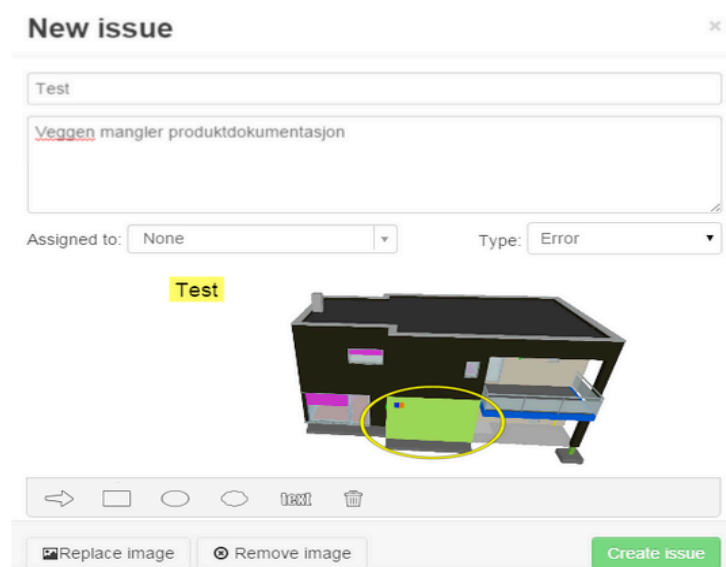 New issue
×
Test
Veggen mangler produktdokumentasjon
Assigned to: None
Type: Error
Test
text
Replace image
Remove image
Create issue